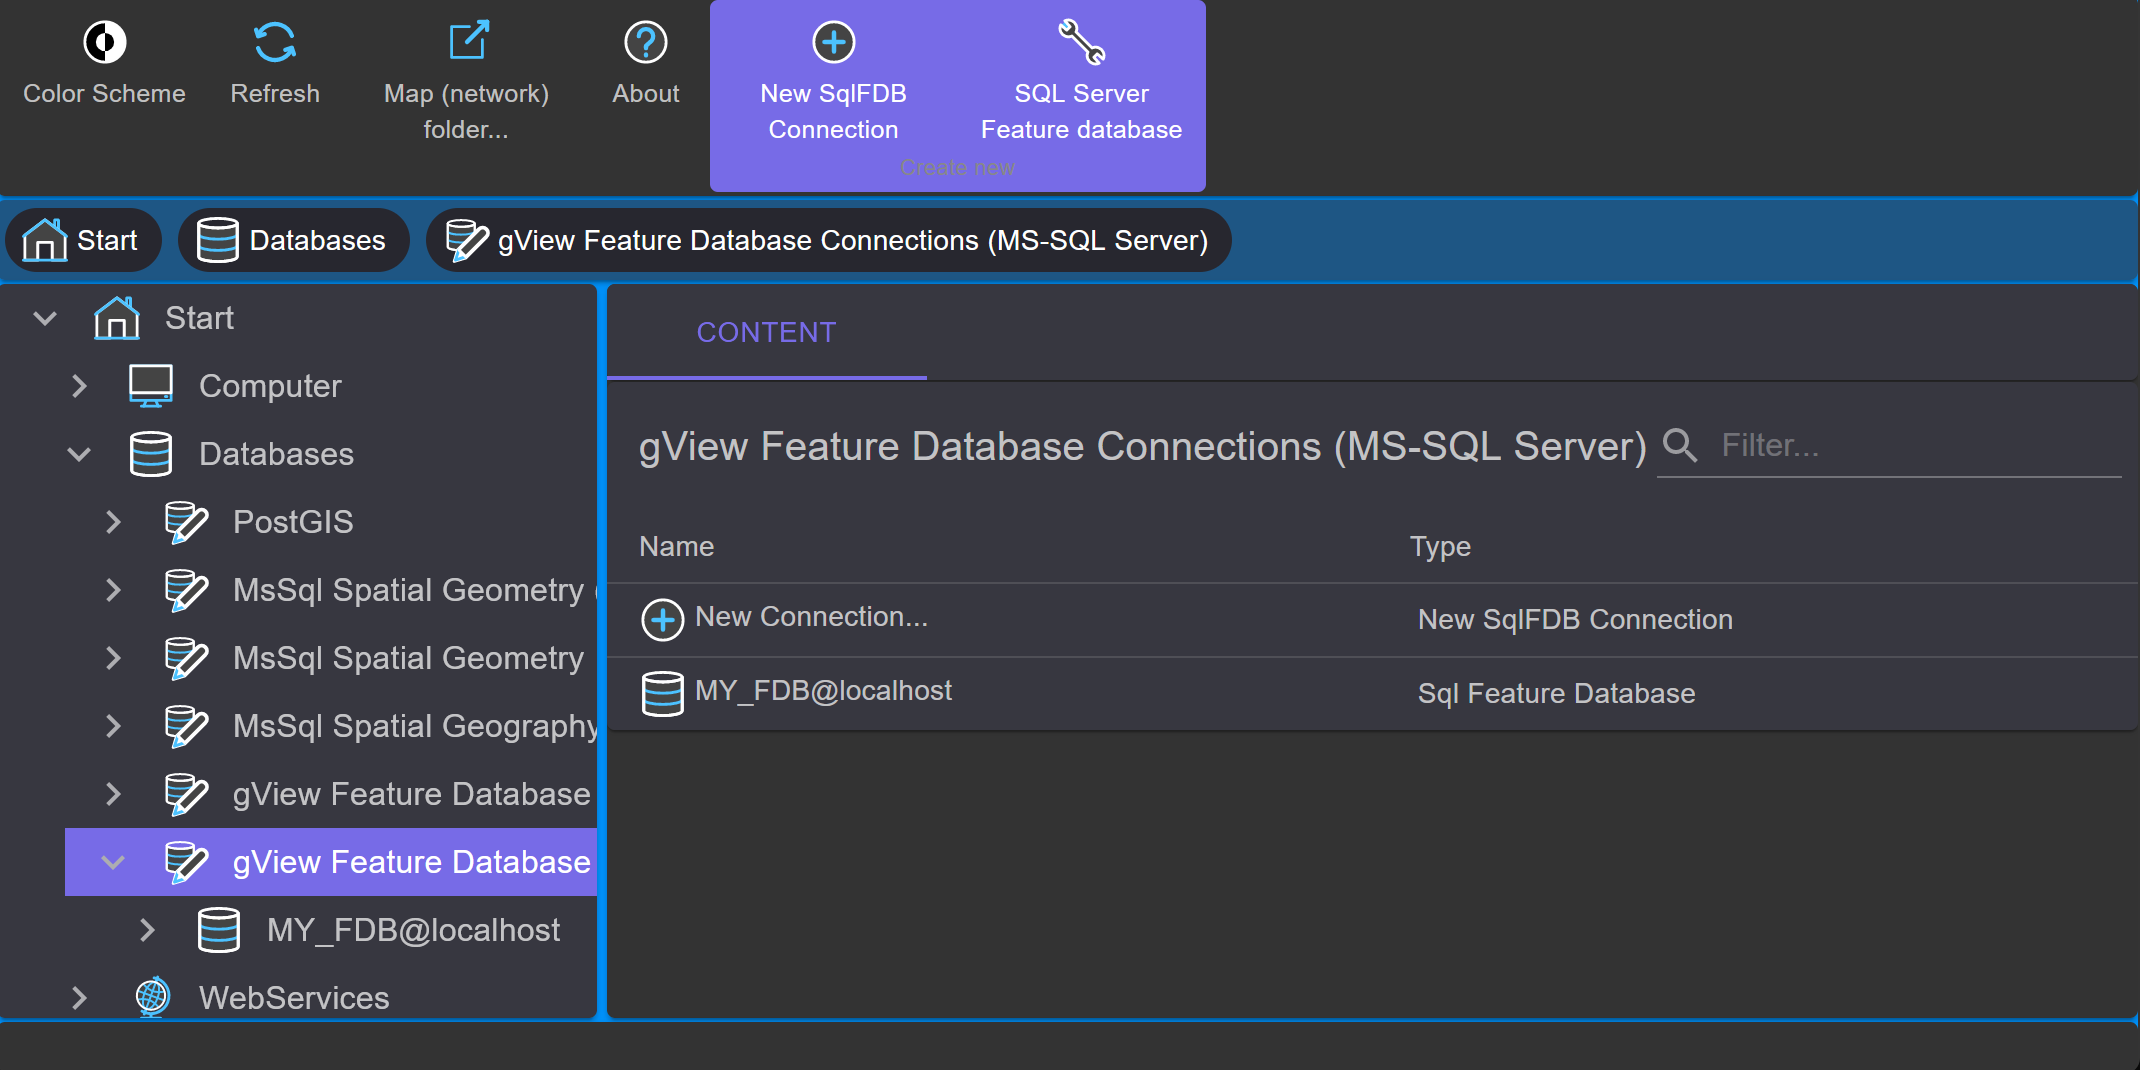 Color Scheme
Refresh
Map (network)
folder...
About
New SqlFDB
Connection
SQL Server
Feature database
Create new
Start
Databases
gView Feature Database Connections (MS-SQL Server)
Start
Computer
Databases
PostGIS
MsSql Spatial Geometry
MsSql Spatial Geometry
MsSql Spatial Geography
gView Feature Database
gView Feature Database
MY_FDB@localhost
WebServices
CONTENT
gView Feature Database Connections (MS-SQL Server)
Filter...
Name Type
New Connection... New SqlFDB Connection
MY_FDB@localhost Sql Feature Database